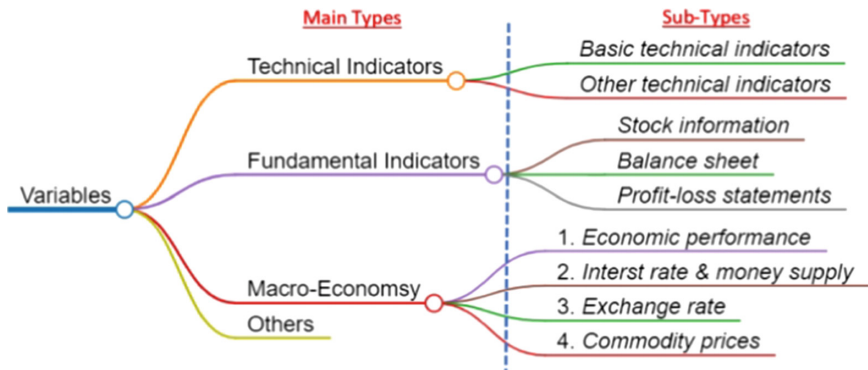 Main Types
Sub-Types
Variables
Technical Indicators
Basic technical indicators
Other technical indicators
Fundamental Indicators
Stock information
Balance sheet
Profit-loss statements
Macro-Economsy
1. Economic performance
2. Interst rate & money supply
3. Exchange rate
4. Commodity prices
Others